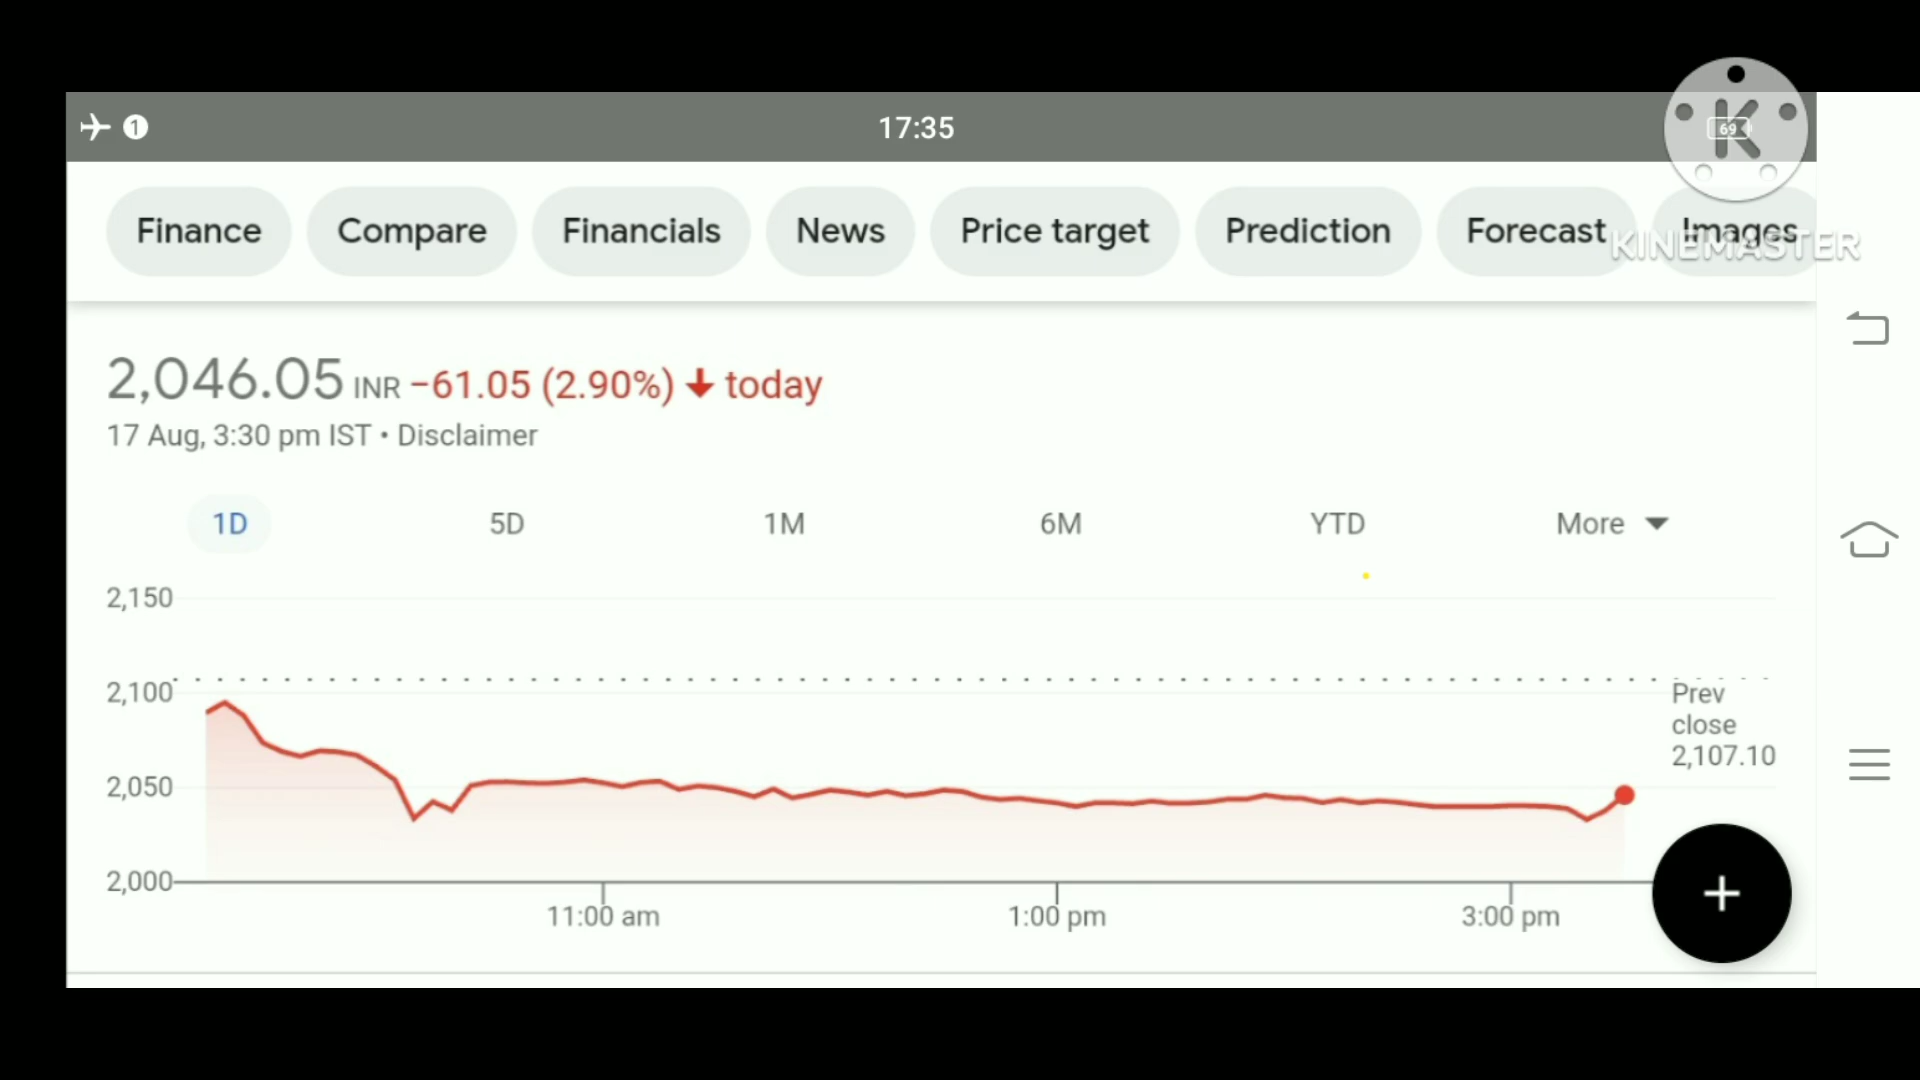 1 17:35 69
K
Finance Compare Financials News Price target Prediction Forecast Images
KINEMASTER
2,046.05 INR −61.05 (2.90%) ↓ today
17 Aug, 3:30 pm IST • Disclaimer
1D 5D 1M 6M YTD More
2,150
2,100
Prev
close
2,107.10
2,050
2,000
11:00 am 1:00 pm 3:00 pm
+